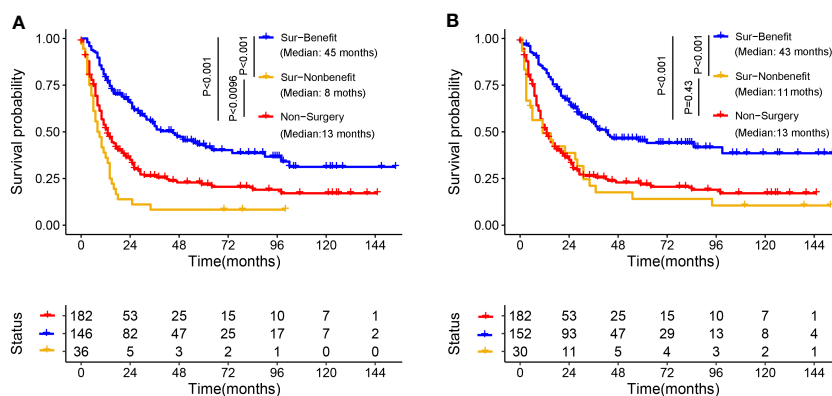 A
Survival probability
1.00
0.75
0.50
0.25
0.00
0 24 48 72 96 120 144
Time(months)
P<0.001
P<0.0096
P<0.001
Sur-Benefit
(Median: 45 months)
Sur-Nonbenefit
(Median: 8 moths)
Non-Surgery
(Median:13 months)
Status
182 53 25 15 10 7 1
146 82 47 25 17 7 2
36 5 3 2 1 0 0
0 24 48 72 96 120 144
Time(months)
B
Survival probability
1.00
0.75
0.50
0.25
0.00
0 24 48 72 96 120 144
Time(months)
P<0.001
P=0.43
P<0.001
Sur-Benefit
(Median: 43 months)
Sur-Nonbenefit
(Median:11moths)
Non-Surgery
(Median:13 months)
Status
182 53 25 15 10 7 1
152 93 47 29 13 8 4
30 11 5 4 3 2 1
0 24 48 72 96 120 144
Time(months)